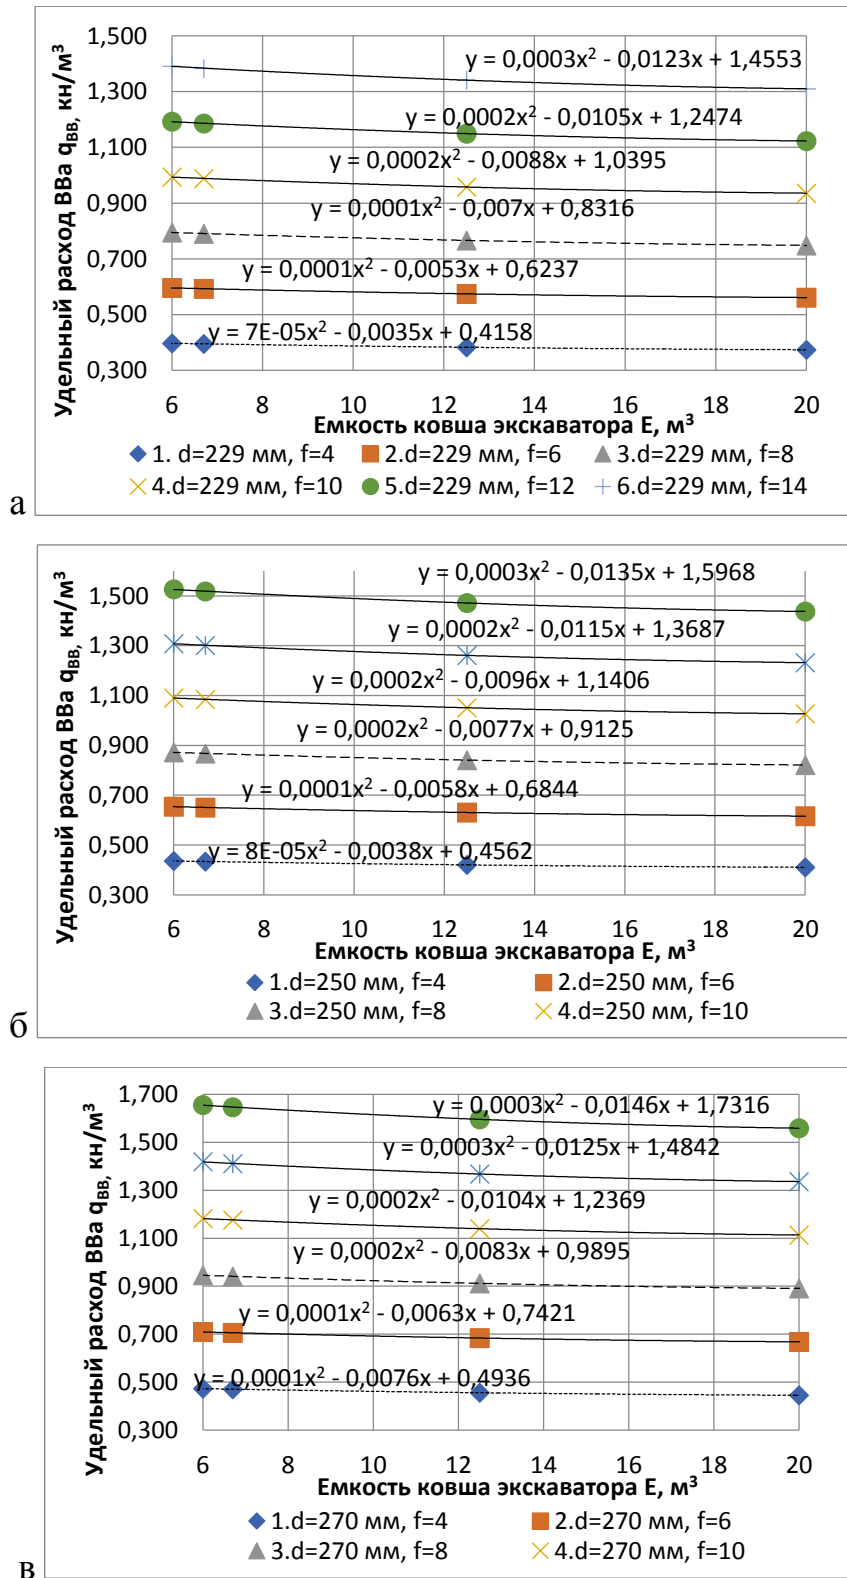 Удельный расход ВВа qВВ, кн/м³
1,500
1,300
1,100
0,900
0,700
0,500
0,300
y = 0,0003x² - 0,0123x + 1,4553
y = 0,0002x² - 0,0105x + 1,2474
y = 0,0002x² - 0,0088x + 1,0395
y = 0,0001x² - 0,007x + 0,8316
y = 0,0001x² - 0,0053x + 0,6237
y = 7E-05x² - 0,0035x + 0,4158
6 8 10 12 14 16 18 20
Емкость ковша экскаватора Е, м³
1. d=229 мм, f=4 2.d=229 мм, f=6 3.d=229 мм, f=8
4.d=229 мм, f=10 5.d=229 мм, f=12 6.d=229 мм, f=14
а
Удельный расход ВВа qВВ, кн/м³
1,500
1,300
1,100
0,900
0,700
0,500
0,300
y = 0,0003x² - 0,0135x + 1,5968
y = 0,0002x² - 0,0115x + 1,3687
y = 0,0002x² - 0,0096x + 1,1406
y = 0,0002x² - 0,0077x + 0,9125
y = 0,0001x² - 0,0058x + 0,6844
y = 8E-05x² - 0,0038x + 0,4562
6 8 10 12 14 16 18 20
Емкость ковша экскаватора Е, м³
1.d=250 мм, f=4 2.d=250 мм, f=6
3.d=250 мм, f=8 4.d=250 мм, f=10
б
Удельный расход ВВа qВВ, кн/м³
1,700
1,500
1,300
1,100
0,900
0,700
0,500
0,300
y = 0,0003x² - 0,0146x + 1,7316
y = 0,0003x² - 0,0125x + 1,4842
y = 0,0002x² - 0,0104x + 1,2369
y = 0,0002x² - 0,0083x + 0,9895
y = 0,0001x² - 0,0063x + 0,7421
y = 0,0001x² - 0,0076x + 0,4936
6 8 10 12 14 16 18 20
Емкость ковша экскаватора Е, м³
1.d=270 мм, f=4 2.d=270 мм, f=6
3.d=270 мм, f=8 4.d=270 мм, f=10
в